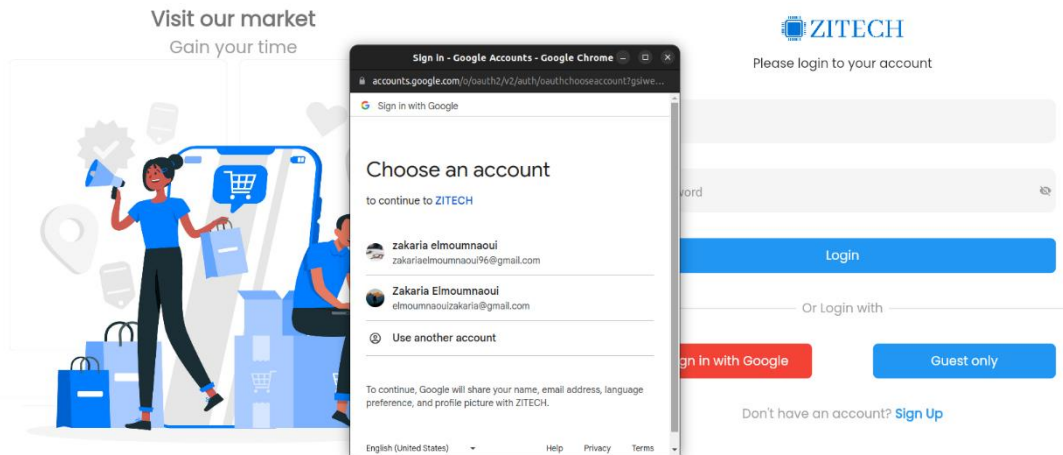 Visit our market
Gain your time
Sign in - Google Accounts - Google Chrome
accounts.google.com/o/oauth2/v2/auth/oauthchooseaccount?gsiwe...
Sign in with Google
Choose an account
to continue to ZITECH
zakaria elmoumnaoui
zakariaelmoumnaoui96@gmail.com
Zakaria Elmoumnaoui
elmoumnaouizakaria@gmail.com
Use another account
To continue, Google will share your name, email address, language
preference, and profile picture with ZITECH.
English (United States)
Help Privacy Terms
ZITECH
Please login to your account
word
Login
Or Login with
gn in with Google
Guest only
Don't have an account? Sign Up